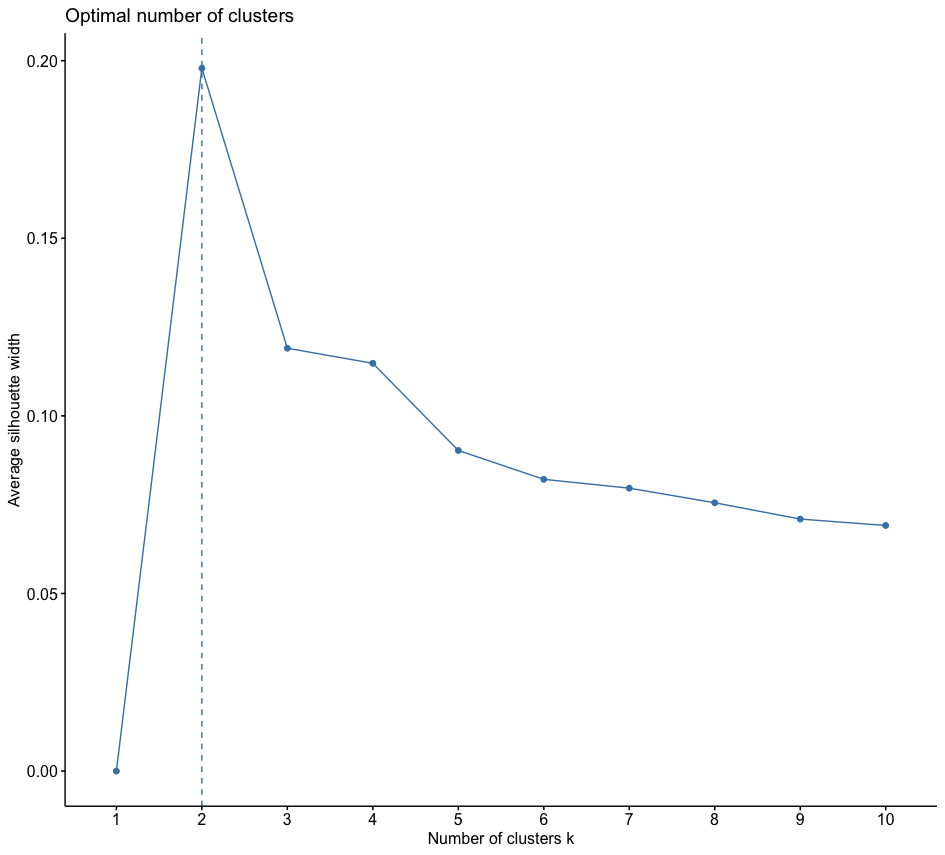 Optimal number of clusters
0.20
0.15
0.10
0.05
0.00
Average silhouette width
1 2 3 4 5 6 7 8 9 10
Number of clusters k